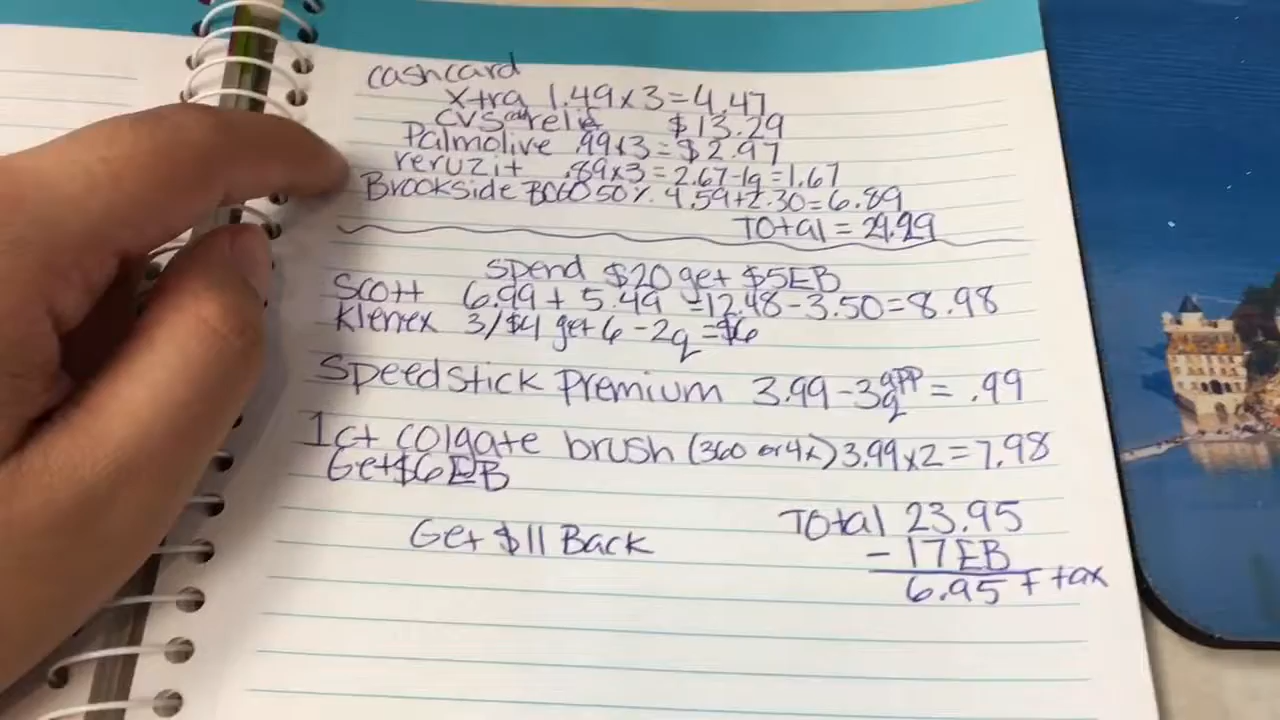 cashcard
xtra 1.49x3=4.47
CVS relie $13.29
Palmolive .99x3=$2.97
reruzit .89x3=2.67-1q=1.67
Brookside BOGO 50% 4.59+2.30=6.89
Total = 29.29
spend $20 get $5EB
Scott 6.99 + 5.49 =12.48-3.50=8.98
Klenex 3/$4 get 6 -2q =$6
Speedstick Premium 3.99-3q app = .99
1ct colgate brush (360 or 4x) 3.99x2=7.98
Get $6EB
Total 23.95
Get $11 Back
- 17EB
6.95 + tax